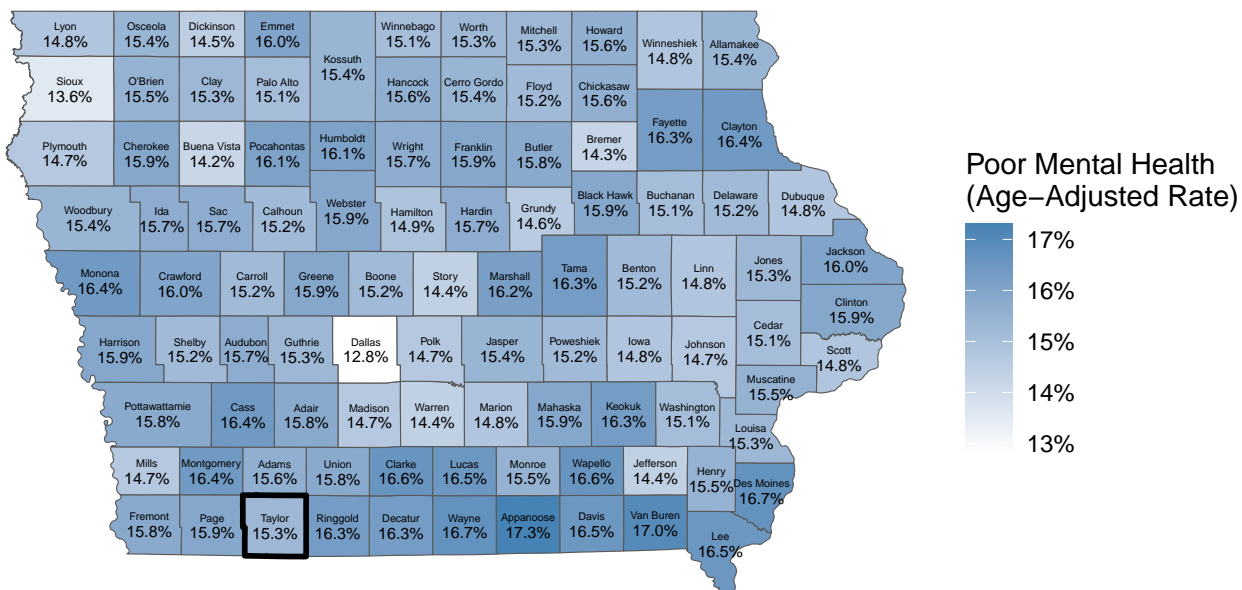 Lyon
14.8%
Osceola
15.4%
Dickinson
14.5%
Emmet
16.0%
Kossuth
15.4%
Winnebago
15.1%
Worth
15.3%
Mitchell
15.3%
Howard
15.6%
Winneshiek
14.8%
Allamakee
15.4%
Sioux
13.6%
O'Brien
15.5%
Clay
15.3%
Palo Alto
15.1%
Hancock
15.6%
Cerro Gordo
15.4%
Floyd
15.2%
Chickasaw
15.6%
Fayette
16.3%
Clayton
16.4%
Plymouth
14.7%
Cherokee
15.9%
Buena Vista
14.2%
Pocahontas
16.1%
Humboldt
16.1%
Wright
15.7%
Franklin
15.9%
Butler
15.8%
Bremer
14.3%
Woodbury
15.4%
Ida
15.7%
Sac
15.7%
Calhoun
15.2%
Webster
15.9%
Hamilton
14.9%
Hardin
15.7%
Grundy
14.6%
Black Hawk
15.9%
Buchanan
15.1%
Delaware
15.2%
Dubuque
14.8%
Monona
16.4%
Crawford
16.0%
Carroll
15.2%
Greene
15.9%
Boone
15.2%
Story
14.4%
Marshall
16.2%
Tama
16.3%
Benton
15.2%
Linn
14.8%
Jones
15.3%
Jackson
16.0%
Clinton
15.9%
Harrison
15.9%
Shelby
15.2%
Audubon
15.7%
Guthrie
15.3%
Dallas
12.8%
Polk
14.7%
Jasper
15.4%
Poweshiek
15.2%
Iowa
14.8%
Johnson
14.7%
Cedar
15.1%
Scott
14.8%
Muscatine
15.5%
Pottawattamie
15.8%
Cass
16.4%
Adair
15.8%
Madison
14.7%
Warren
14.4%
Marion
14.8%
Mahaska
15.9%
Keokuk
16.3%
Washington
15.1%
Louisa
15.3%
Mills
14.7%
Montgomery
16.4%
Adams
15.6%
Union
15.8%
Clarke
16.6%
Lucas
16.5%
Monroe
15.5%
Wapello
16.6%
Jefferson
14.4%
Henry
15.5%
Des Moines
16.7%
Fremont
15.8%
Page
15.9%
Taylor
15.3%
Ringgold
16.3%
Decatur
16.3%
Wayne
16.7%
Appanoose
17.3%
Davis
16.5%
Van Buren
17.0%
Lee
16.5%
Poor Mental Health
(Age−Adjusted Rate)
17%
16%
15%
14%
13%